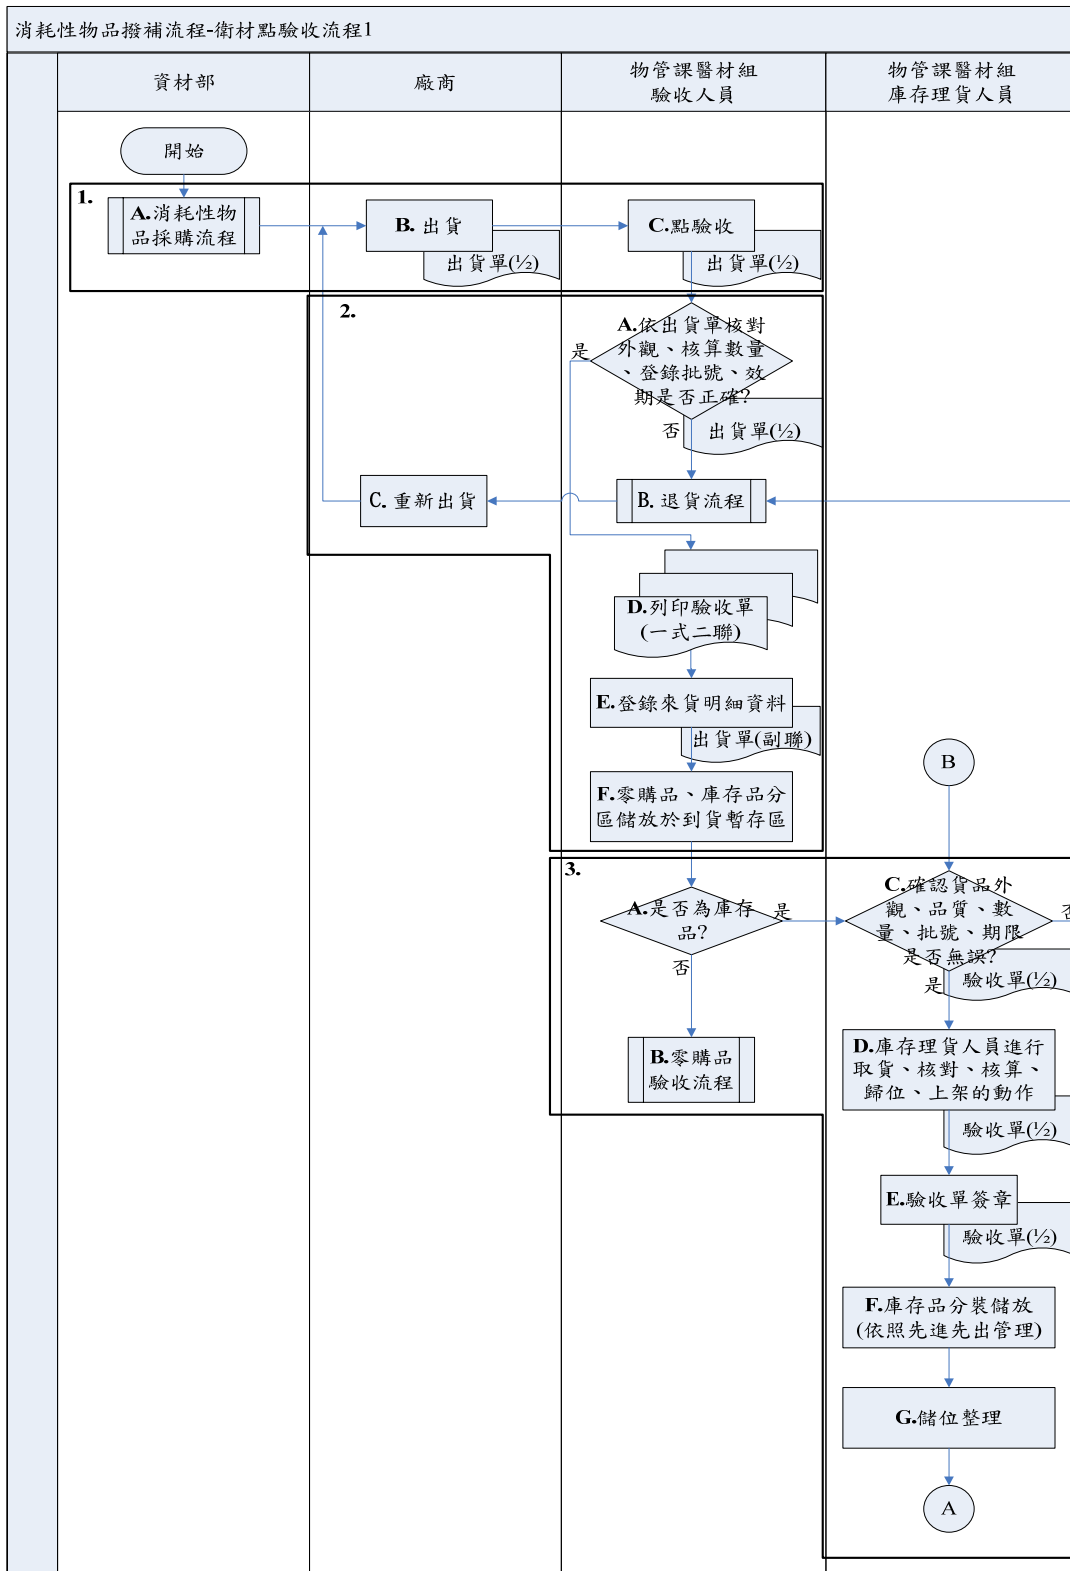 消耗性物品撥補流程-衛材點驗收流程1
資材部
廠商
物管課醫材組
驗收人員
物管課醫材組
庫存理貨人員
開始
1.
A.消耗性物
品採購流程
B. 出貨
出貨單(½)
C.點驗收
出貨單(½)
2.
A.依出貨單核對
外觀、核算數量
、登錄批號、效
期是否正確?
是
否
出貨單(½)
C. 重新出貨
B. 退貨流程
D.列印驗收單
(一式二聯)
E.登錄來貨明細資料
出貨單(副聯)
F.零購品、庫存品分
區儲放於到貨暫存區
B
3.
A.是否為庫存
品?
是
否
B.零購品
驗收流程
C.確認貨品外
觀、品質、數
量、批號、期限
是否無誤?
否
是
驗收單(½)
D.庫存理貨人員進行
取貨、核對、核算、
歸位、上架的動作
驗收單(½)
E.驗收單簽章
驗收單(½)
F.庫存品分裝儲放
(依照先進先出管理)
G.儲位整理
A